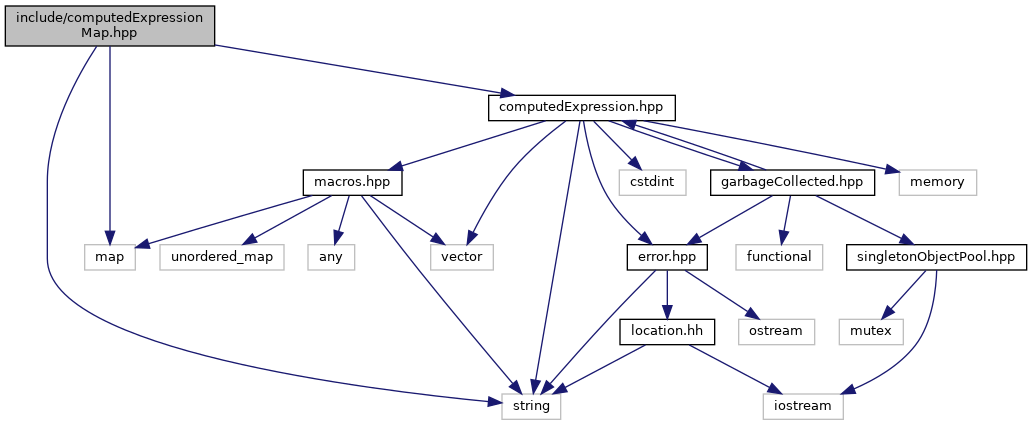 include/computedExpression
Map.hpp
computedExpression.hpp
macros.hpp
cstdint
garbageCollected.hpp
memory
map
unordered_map
any
vector
error.hpp
functional
singletonObjectPool.hpp
location.hh
ostream
mutex
string
iostream